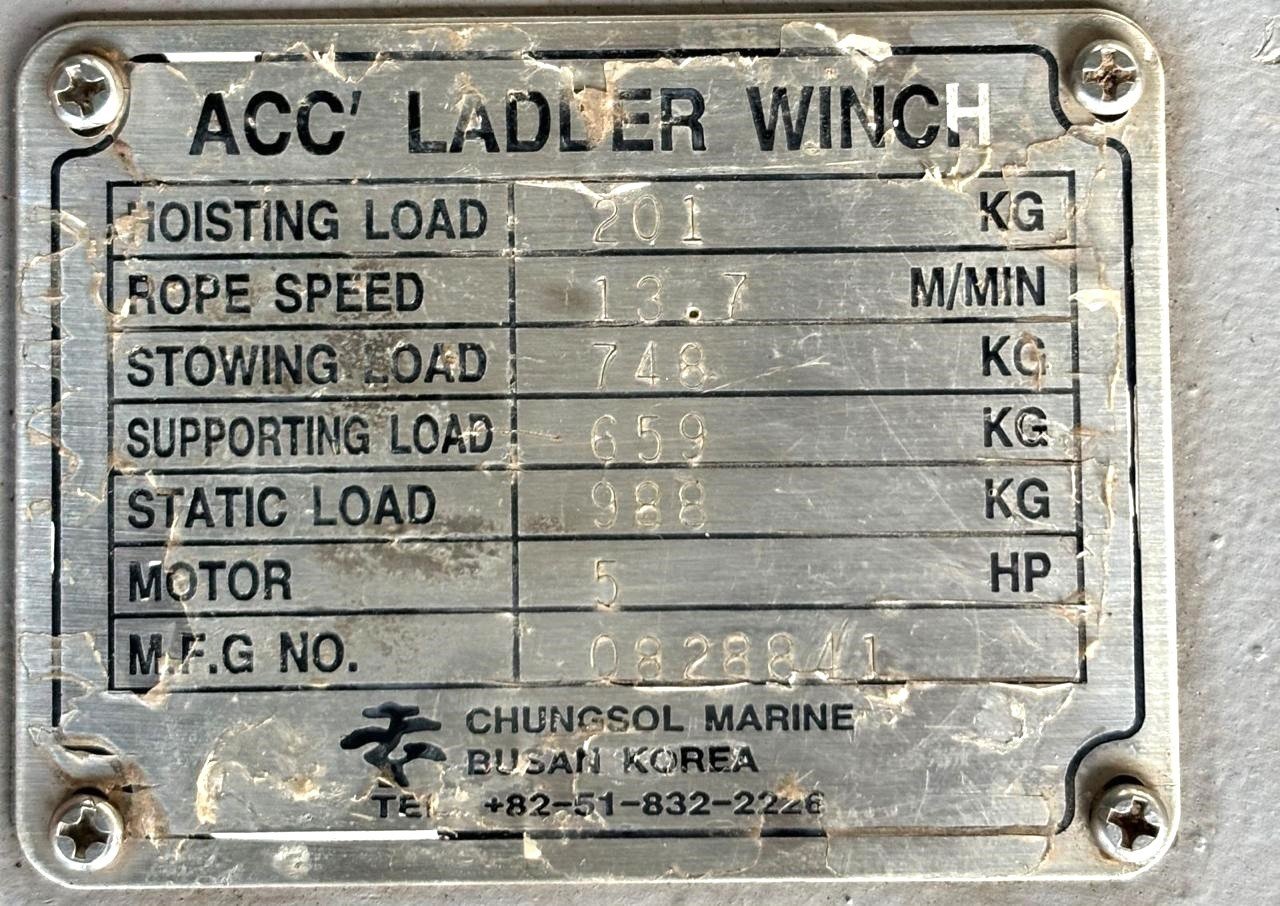 ACC' LADDER WINCH
HOISTING LOAD 201 KG
ROPE SPEED 13.7 M/MIN
STOWING LOAD 748 KG
SUPPORTING LOAD 659 KG
STATIC LOAD 988 KG
MOTOR 5 HP
M.F.G NO. 0828841
CHUNGSOL MARINE
BUSAN KOREA
+82-51-832-2226